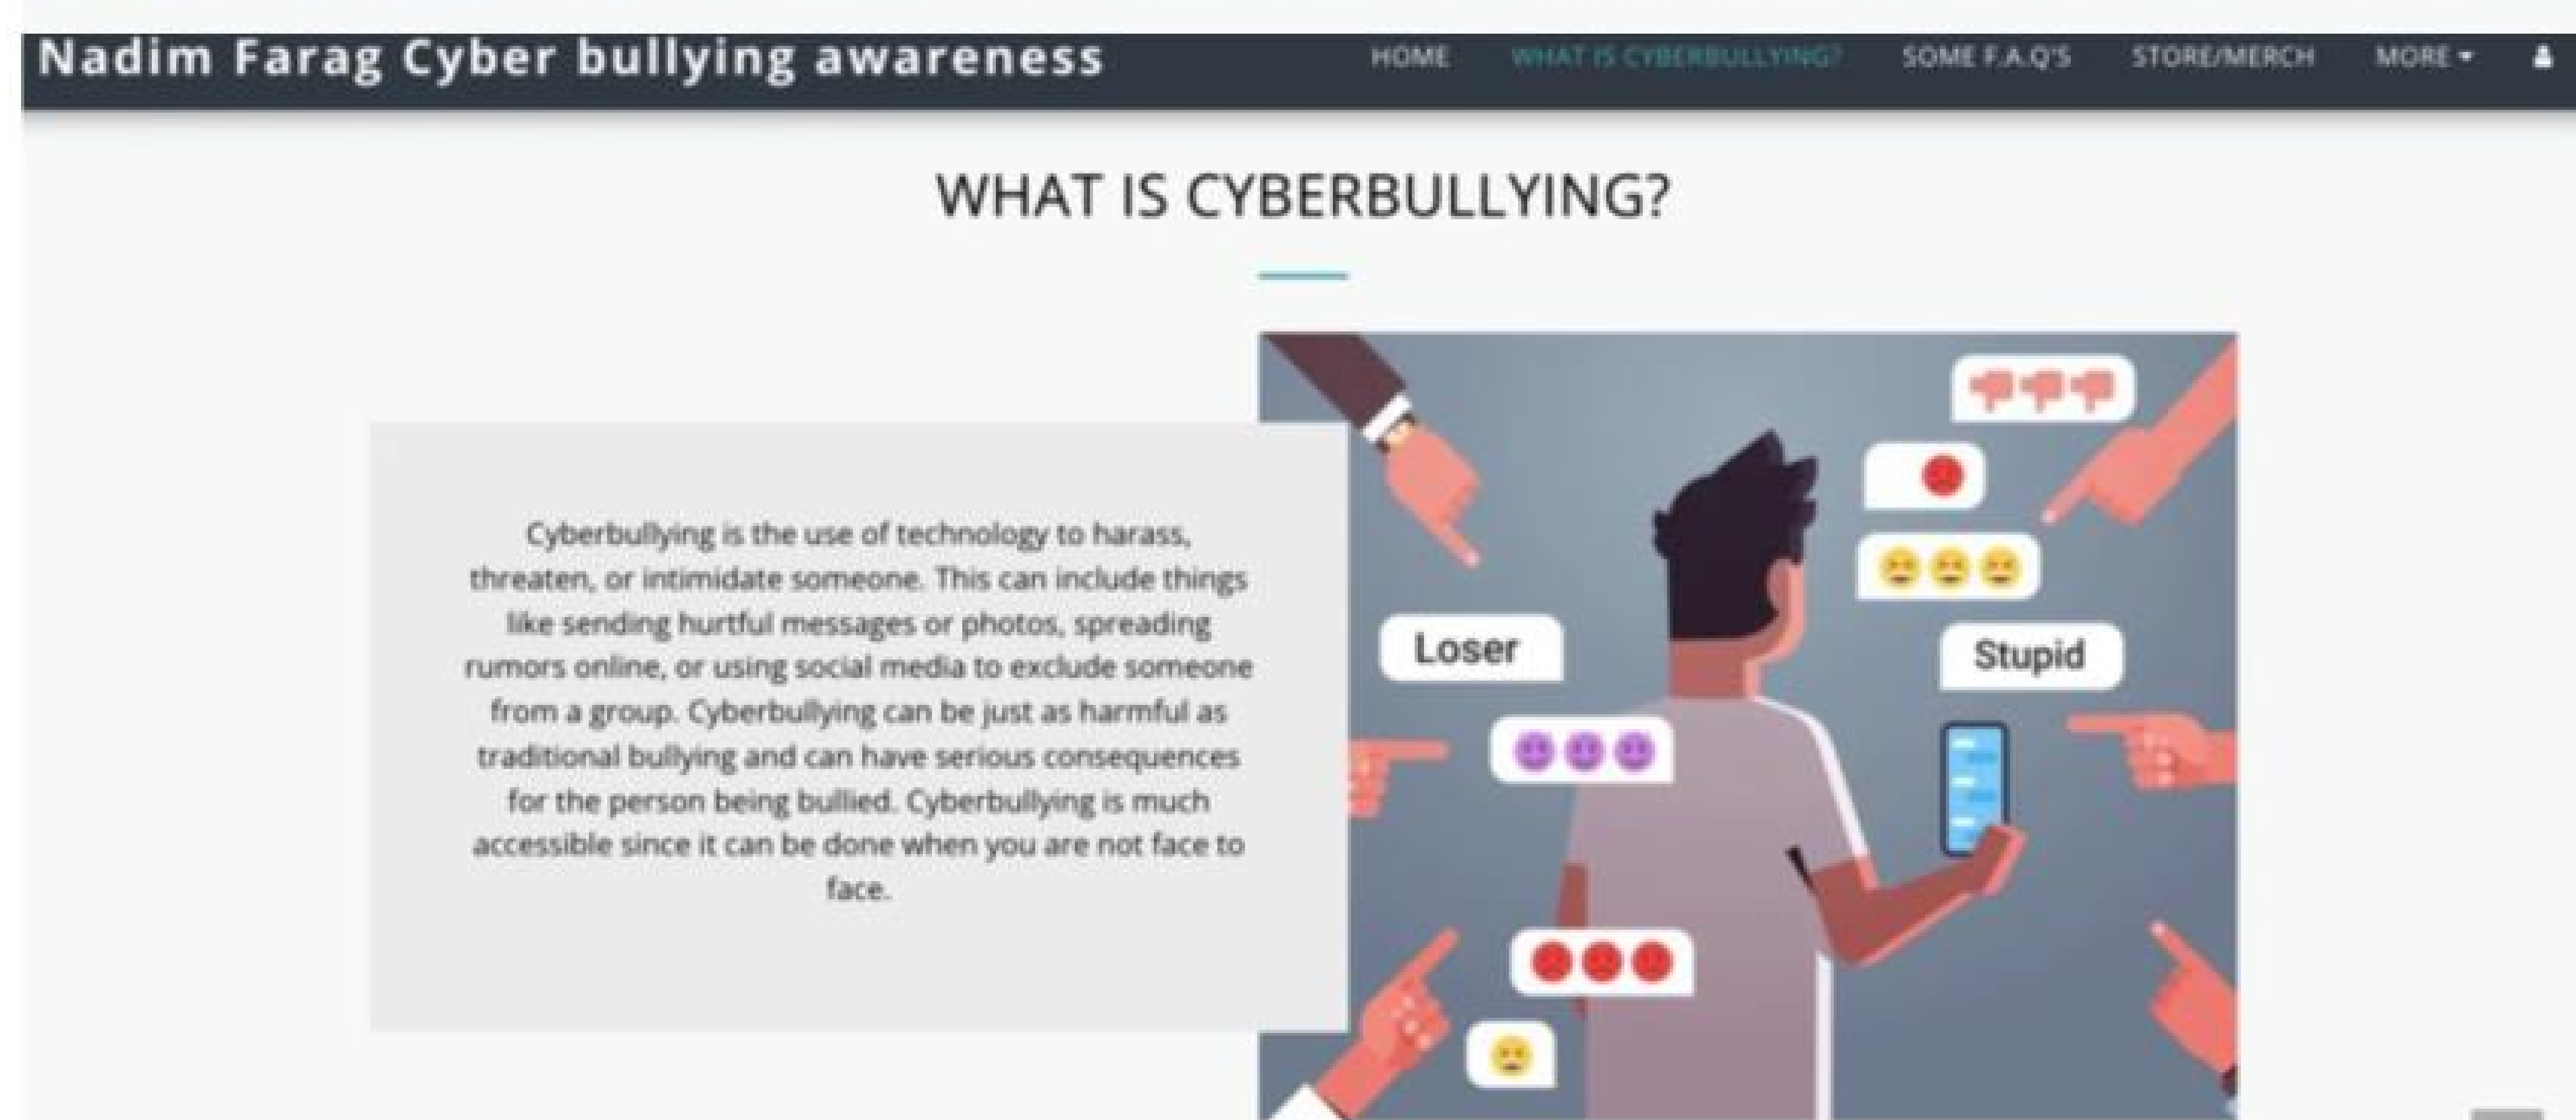 Nadim Farag Cyber bullying awareness
HOME
WHAT IS CYBERBULLYING?
SOME F.A.Q'S
STORE/MERCH
MORE
WHAT IS CYBERBULLYING?
Cyberbullying is the use of technology to harass,
threaten, or intimidate someone. This can include things
like sending hurtful messages or photos, spreading
rumors online, or using social media to exclude someone
from a group. Cyberbullying can be just as harmful as
traditional bullying and can have serious consequences
for the person being bullied. Cyberbullying is much
accessible since it can be done when you are not face to
face.
Loser
Stupid